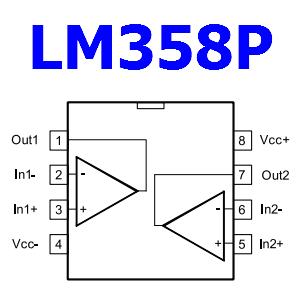 LM358P
Out1 1 8 Vcc+
In1- 2 - 7 Out2
In1+ 3 + - 6 In2-
Vcc- 4 + 5 In2+